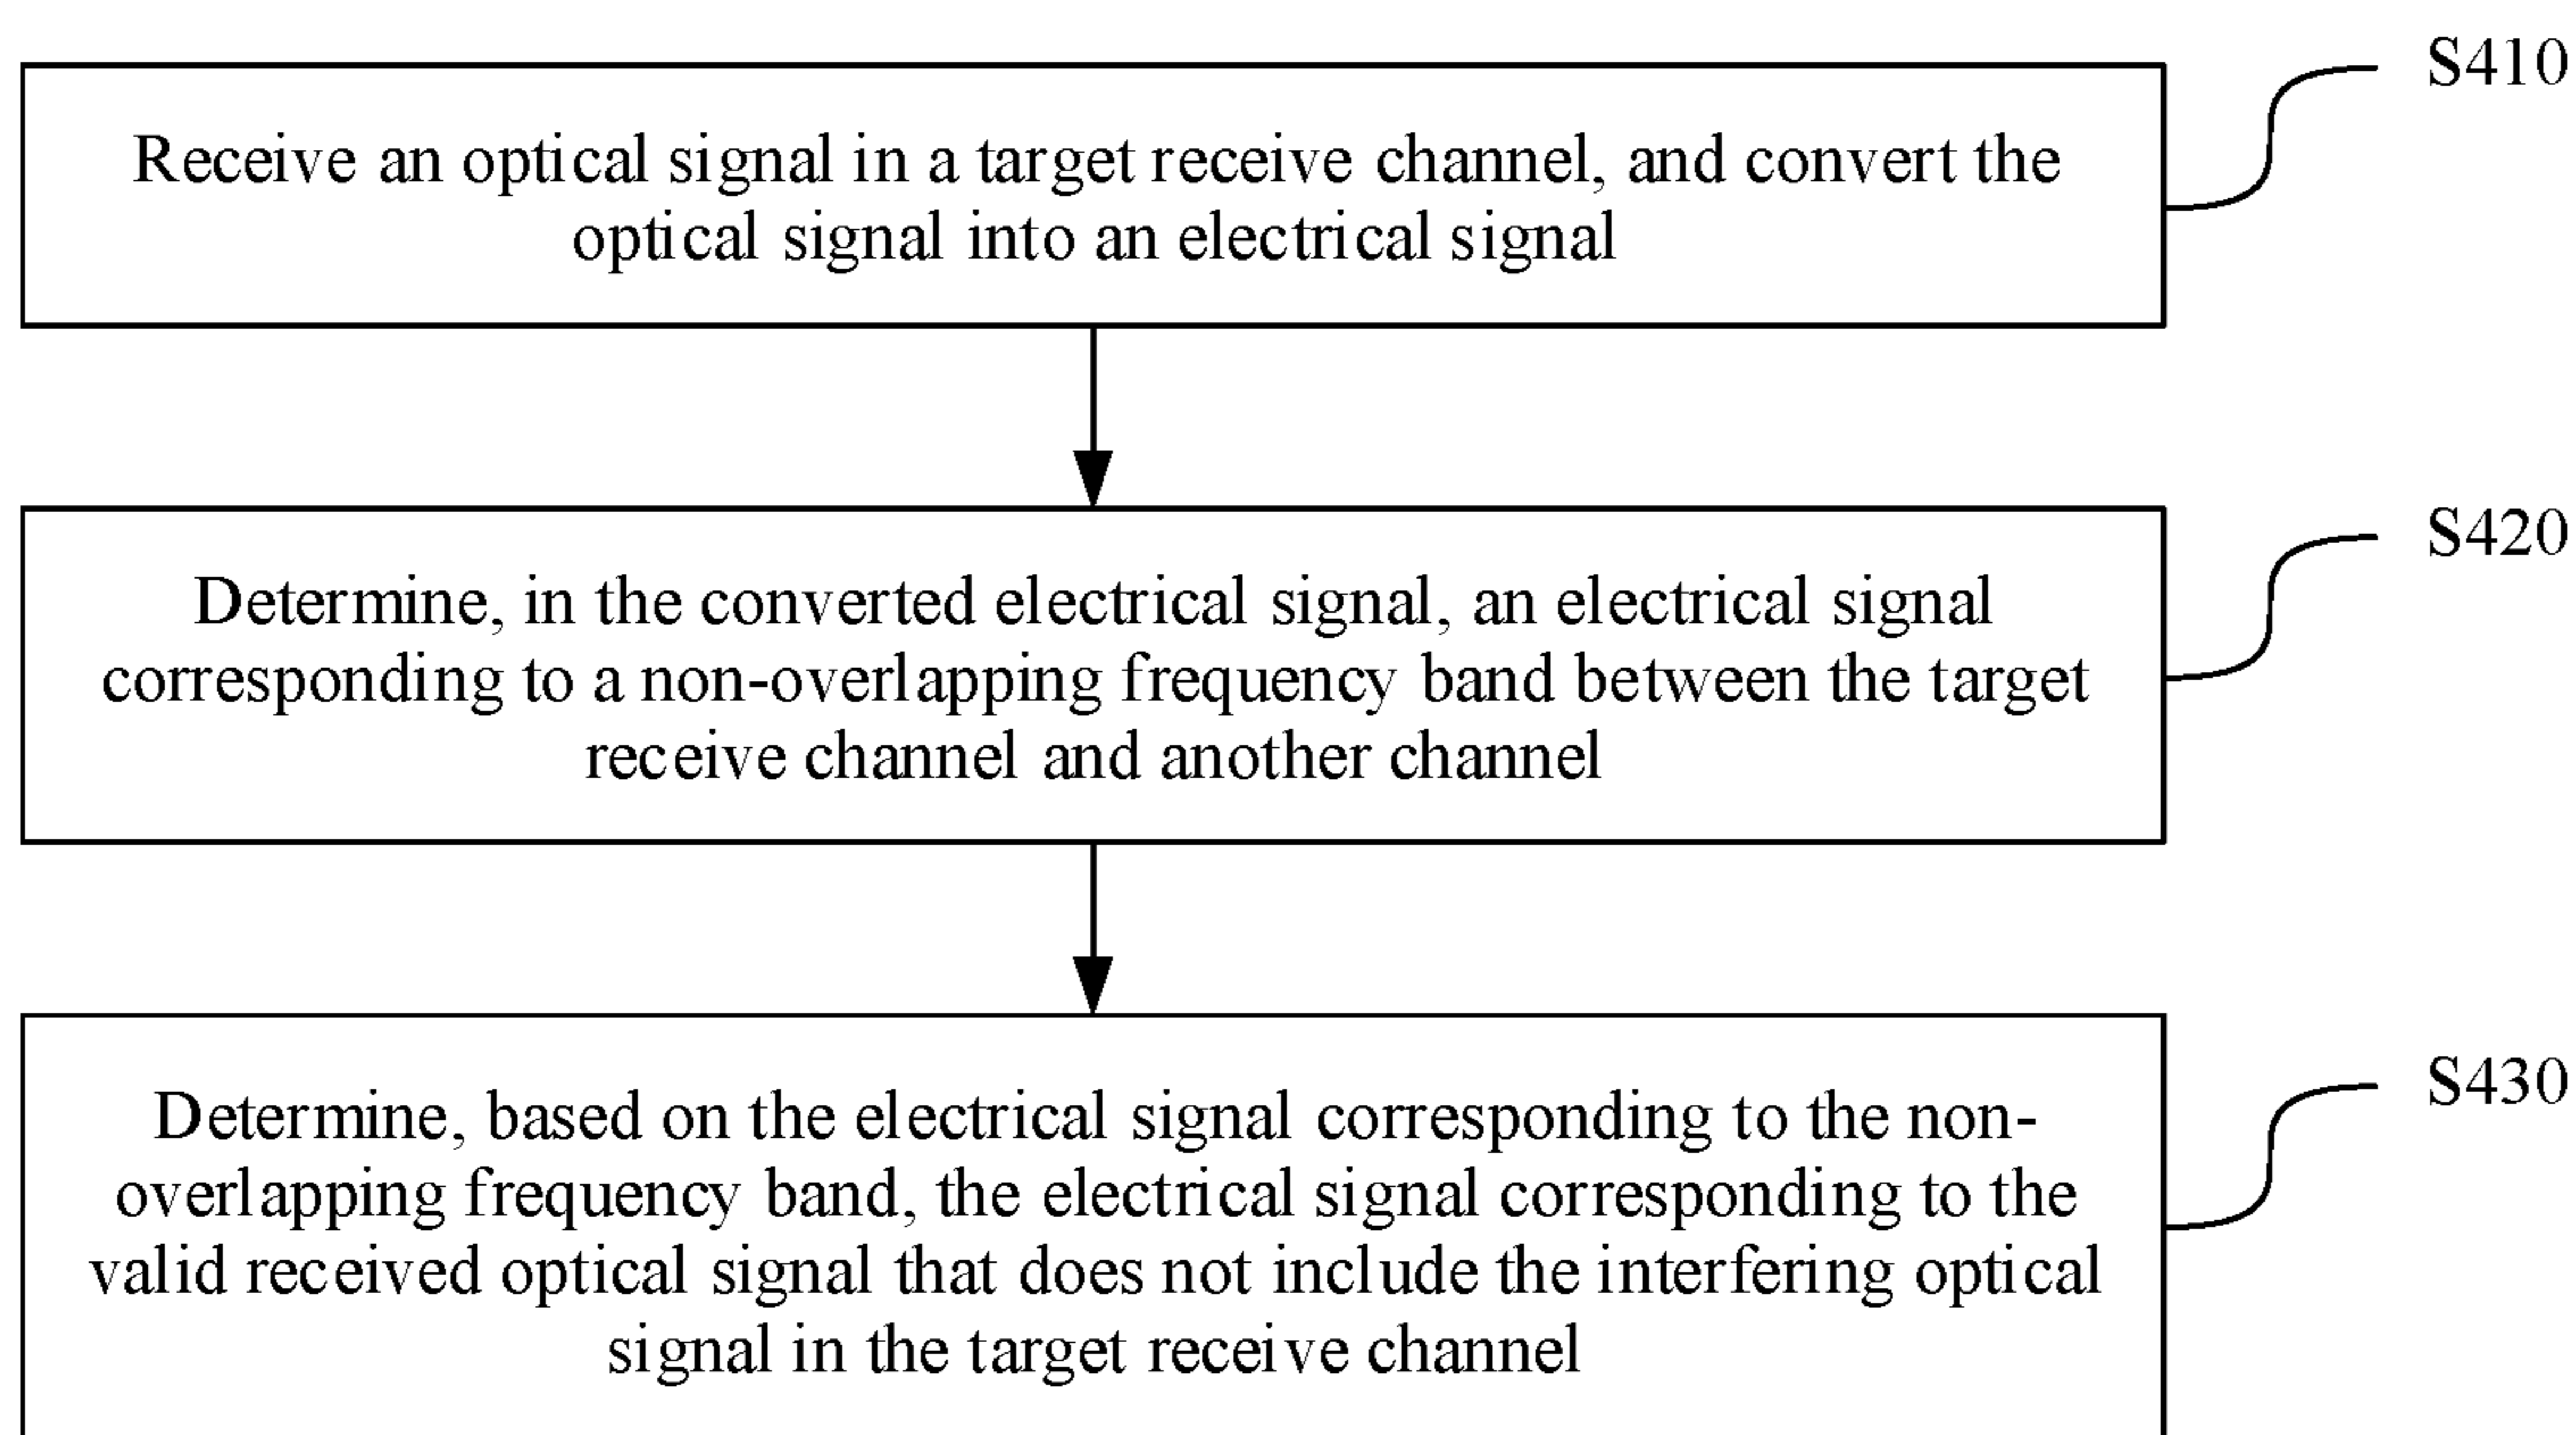 S410
Receive an optical signal in a target receive channel, and convert the
optical signal into an electrical signal
S420
Determine, in the converted electrical signal, an electrical signal
corresponding to a non-overlapping frequency band between the target
receive channel and another channel
S430
Determine, based on the electrical signal corresponding to the non-
overlapping frequency band, the electrical signal corresponding to the
valid received optical signal that does not include the interfering optical
signal in the target receive channel